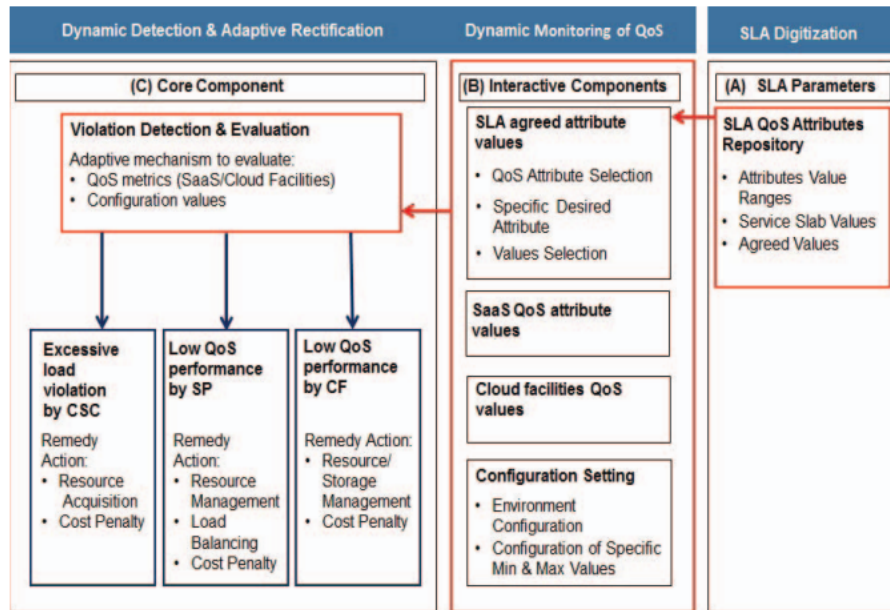 Dynamic Detection & Adaptive Rectification
Dynamic Monitoring of QoS
SLA Digitization
(C) Core Component
Violation Detection & Evaluation
Adaptive mechanism to evaluate:
• QoS metrics (SaaS/Cloud Facilities)
• Configuration values
Excessive
load
violation
by CSC
Remedy
Action:
• Resource
Acquisition
• Cost Penalty
Low QoS
performance
by SP
Remedy
Action:
• Resource
Management
• Load
Balancing
• Cost Penalty
Low QoS
performance
by CF
Remedy Action:
• Resource/
Storage
Management
• Cost Penalty
(B) Interactive Components
SLA agreed attribute
values
• QoS Attribute Selection
• Specific Desired
Attribute
• Values Selection
SaaS QoS attribute
values
Cloud facilities QoS
values
Configuration Setting
• Environment
Configuration
• Configuration of Specific
Min & Max Values
(A) SLA Parameters
SLA QoS Attributes
Repository
• Attributes Value
Ranges
• Service Slab Values
• Agreed Values